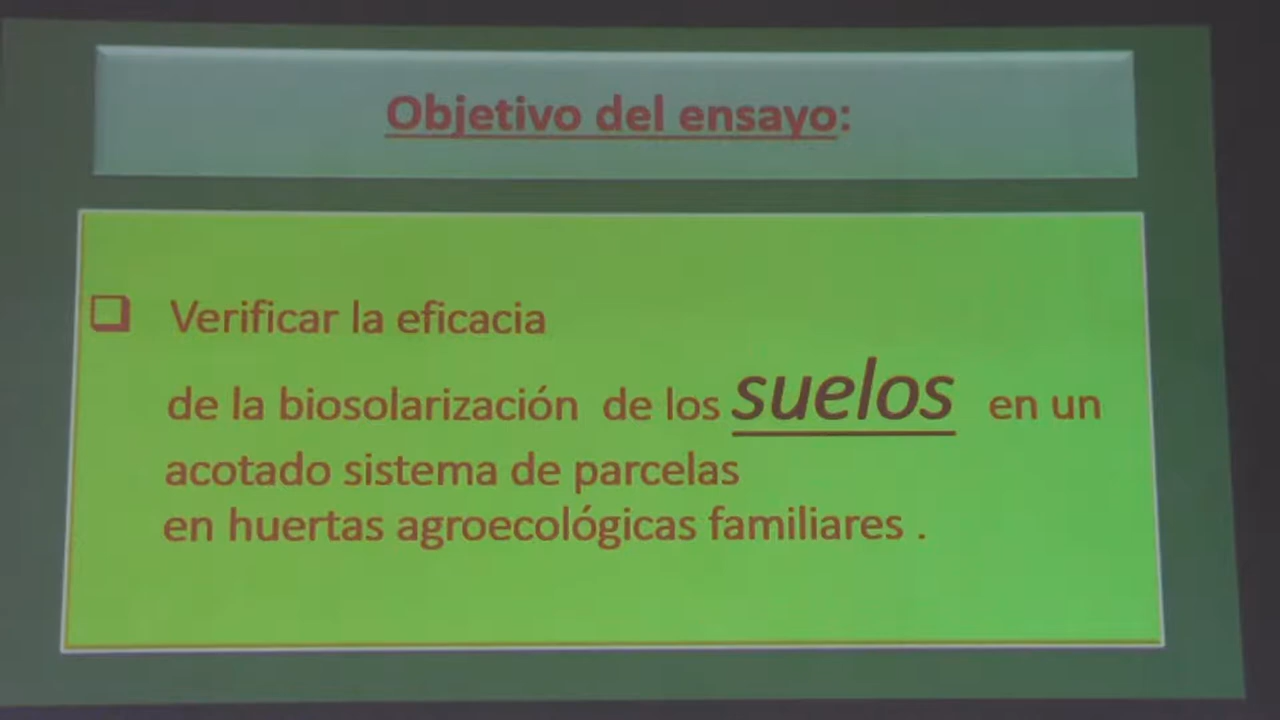 Objetivo del ensayo:
Verificar la eficacia
de la biosolarización de los suelos en un
acotado sistema de parcelas
en huertas agroecológicas familiares .